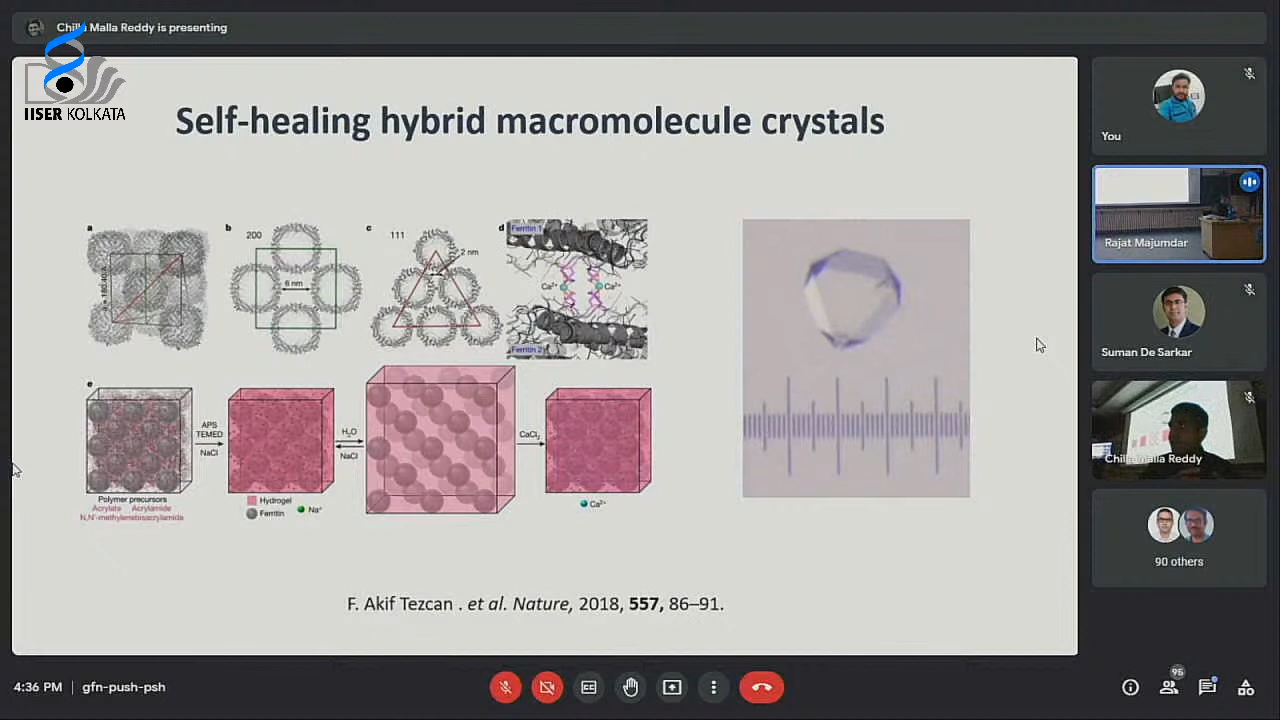 Chilla Malla Reddy is presenting
IISER KOLKATA
Self-healing hybrid macromolecule crystals
a
b
200
6 nm
c
111
2 nm
d
Ferritin 1
Ca²⁺
Ca²⁺
Ferritin 2
e
Polymer precursors
Acrylate Acrylamide
N,N'-methylenebisacrylamide
APS
TEMED
NaCl
Hydrogel
Ferritin
Na⁺
H₂O
NaCl
CaCl₂
Ca²⁺
F. Akif Tezcan . et al. Nature, 2018, 557, 86–91.
You
Rajat Majumdar
Suman De Sarkar
Chilla Malla Reddy
90 others
4:36 PM | gfn-push-psh
95